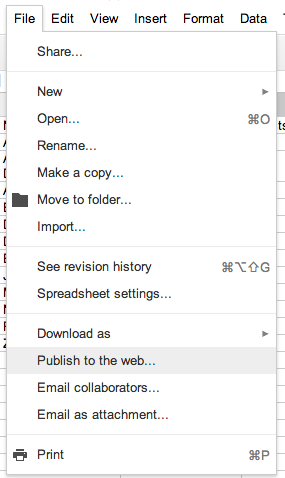 File Edit View Insert Format Data
Share...
New ►
Open... ⌘O
Rename...
Make a copy...
Move to folder...
Import...
See revision history ⌘⌥⇧G
Spreadsheet settings...
Download as ►
Publish to the web...
Email collaborators...
Email as attachment...
Print ⌘P